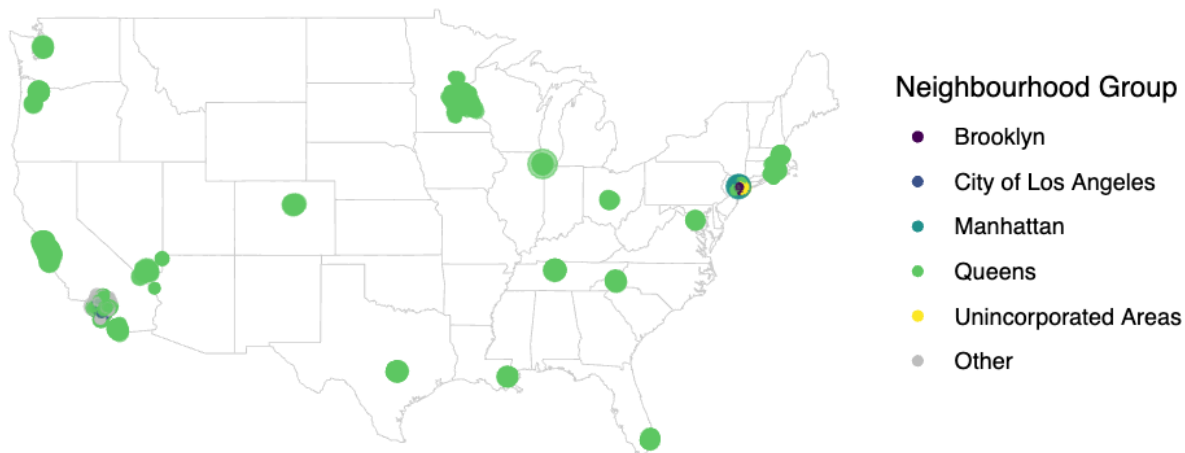 Neighbourhood Group
Brooklyn
City of Los Angeles
Manhattan
Queens
Unincorporated Areas
Other